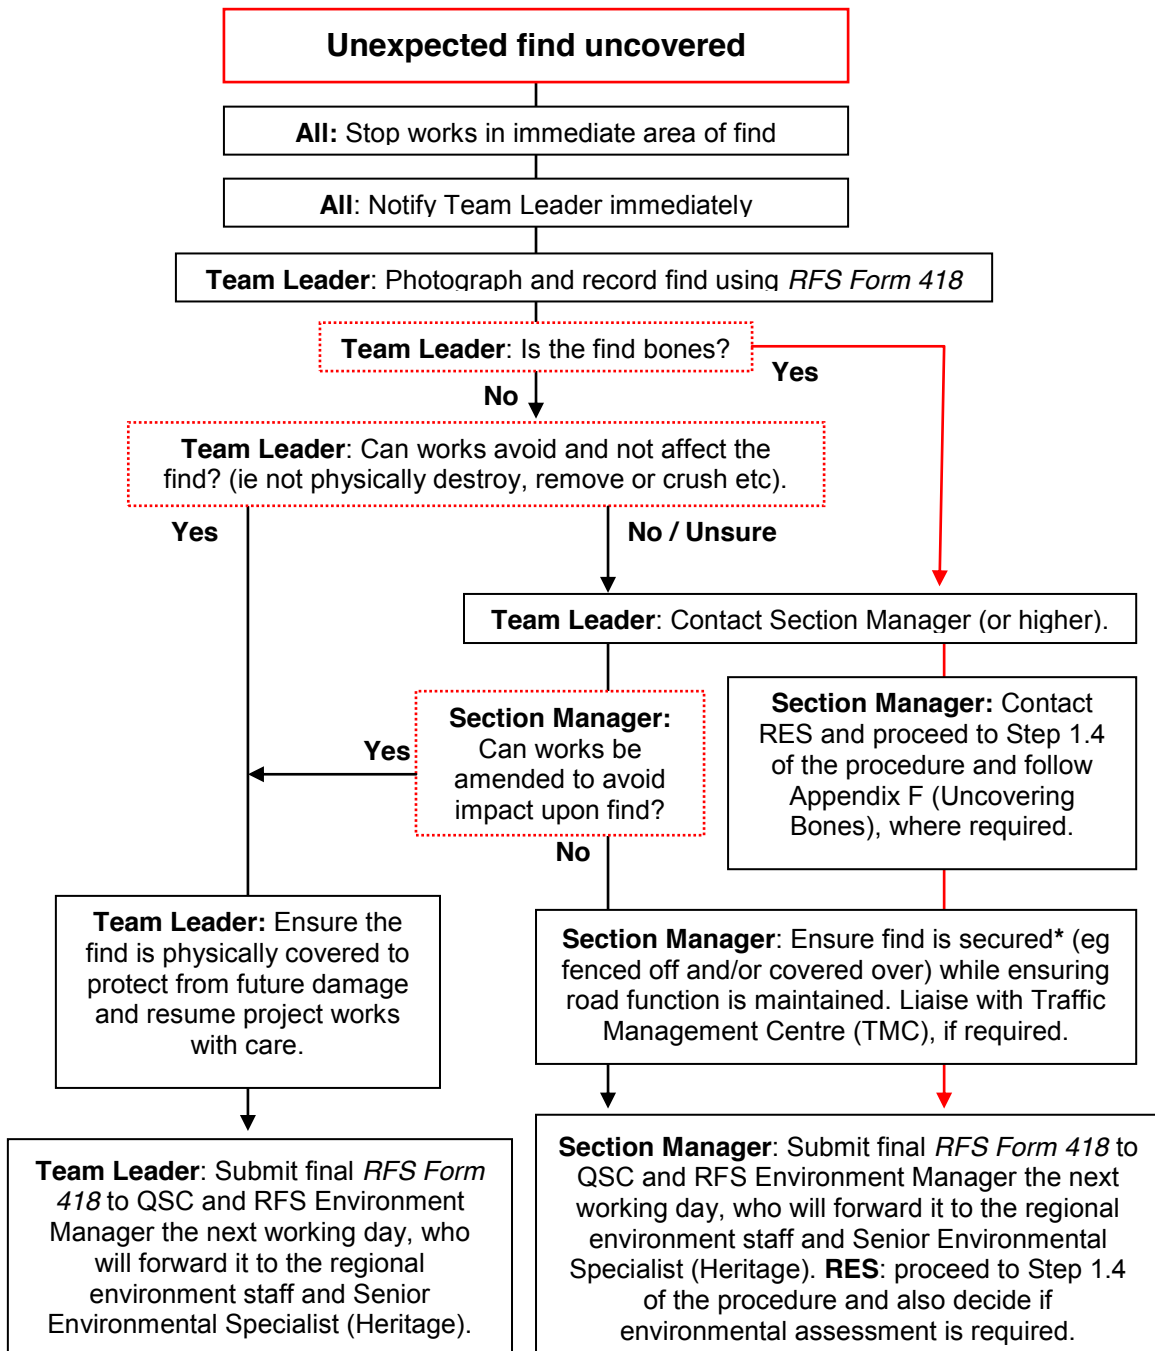 Unexpected find uncovered
All: Stop works in immediate area of find
All: Notify Team Leader immediately
Team Leader: Photograph and record find using RFS Form 418
Team Leader: Is the find bones?
Yes
No
Team Leader: Can works avoid and not affect the
find? (ie not physically destroy, remove or crush etc).
Yes
No / Unsure
Team Leader: Contact Section Manager (or higher).
Section Manager:
Can works be
amended to avoid
impact upon find?
Yes
No
Section Manager: Contact
RES and proceed to Step 1.4
of the procedure and follow
Appendix F (Uncovering
Bones), where required.
Team Leader: Ensure the
find is physically covered to
protect from future damage
and resume project works
with care.
Section Manager: Ensure find is secured* (eg
fenced off and/or covered over) while ensuring
road function is maintained. Liaise with Traffic
Management Centre (TMC), if required.
Team Leader: Submit final RFS Form
418 to QSC and RFS Environment
Manager the next working day, who
will forward it to the regional
environment staff and Senior
Environmental Specialist (Heritage).
Section Manager: Submit final RFS Form 418 to
QSC and RFS Environment Manager the next
working day, who will forward it to the regional
environment staff and Senior Environmental
Specialist (Heritage). RES: proceed to Step 1.4
of the procedure and also decide if
environmental assessment is required.